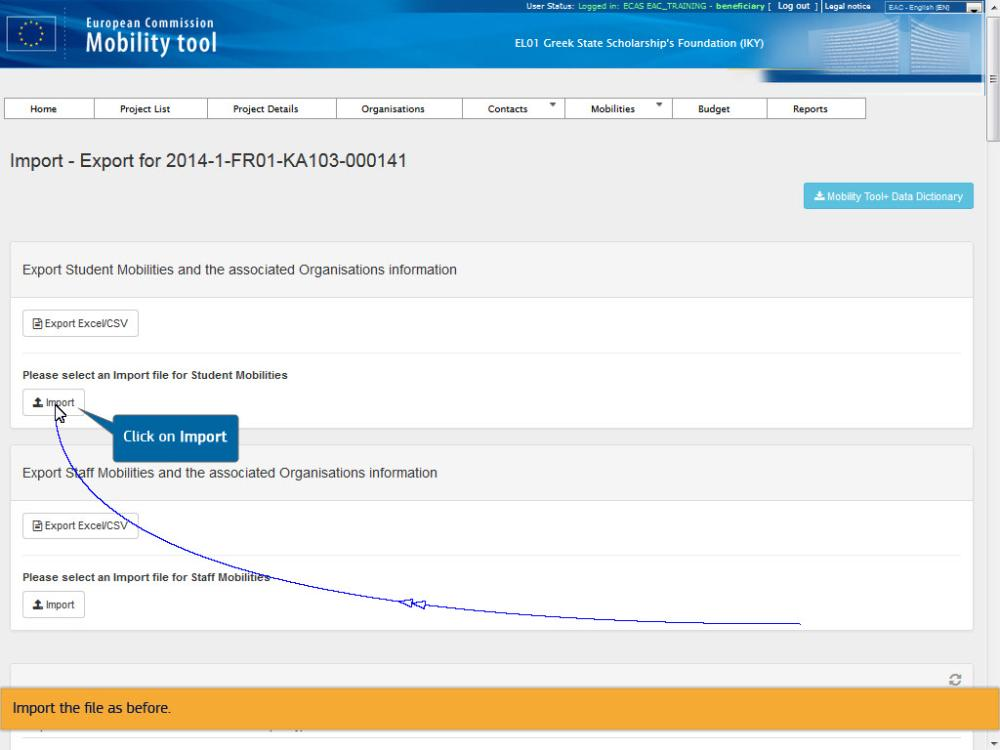 User Status: Logged in: ECAS EAC_TRAINING - beneficiary [ Log out ] Legal notice EAC - English (EN)
European Commission
Mobility tool
EL01 Greek State Scholarship's Foundation (IKY)
Home Project List Project Details Organisations Contacts Mobilities Budget Reports
Import - Export for 2014-1-FR01-KA103-000141
Mobility Tool+ Data Dictionary
Export Student Mobilities and the associated Organisations information
Export Excel/CSV
Please select an Import file for Student Mobilities
Import
Click on Import
Export Staff Mobilities and the associated Organisations information
Export Excel/CSV
Please select an Import file for Staff Mobilities
Import
Import the file as before.